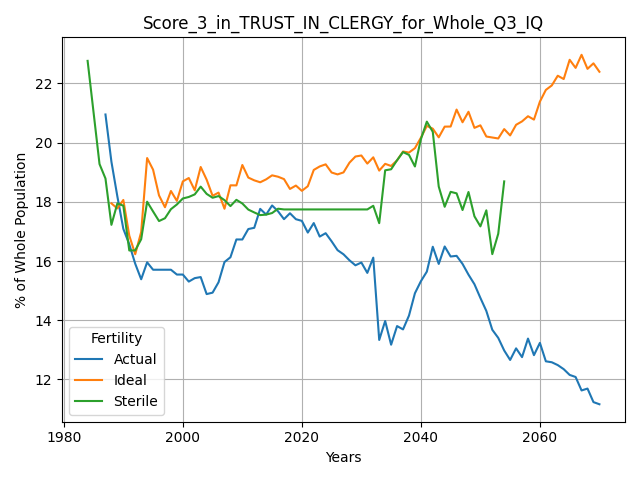 Score_3_in_TRUST_IN_CLERGY_for_Whole_Q3_IQ
% of Whole Population
22
20
18
16
14
12
Fertility
Actual
Ideal
Sterile
1980
2000
2020
2040
2060
Years